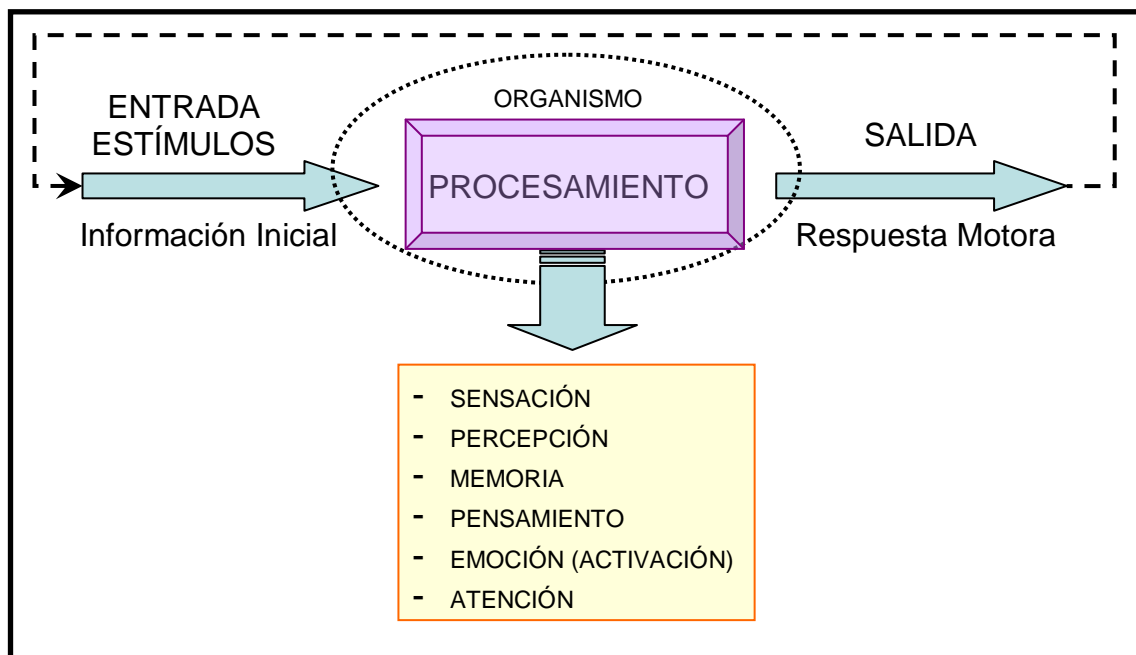 ENTRADA
ESTÍMULOS
Información Inicial
ORGANISMO
PROCESAMIENTO
SALIDA
Respuesta Motora
- SENSACIÓN
- PERCEPCIÓN
- MEMORIA
- PENSAMIENTO
- EMOCIÓN (ACTIVACIÓN)
- ATENCIÓN